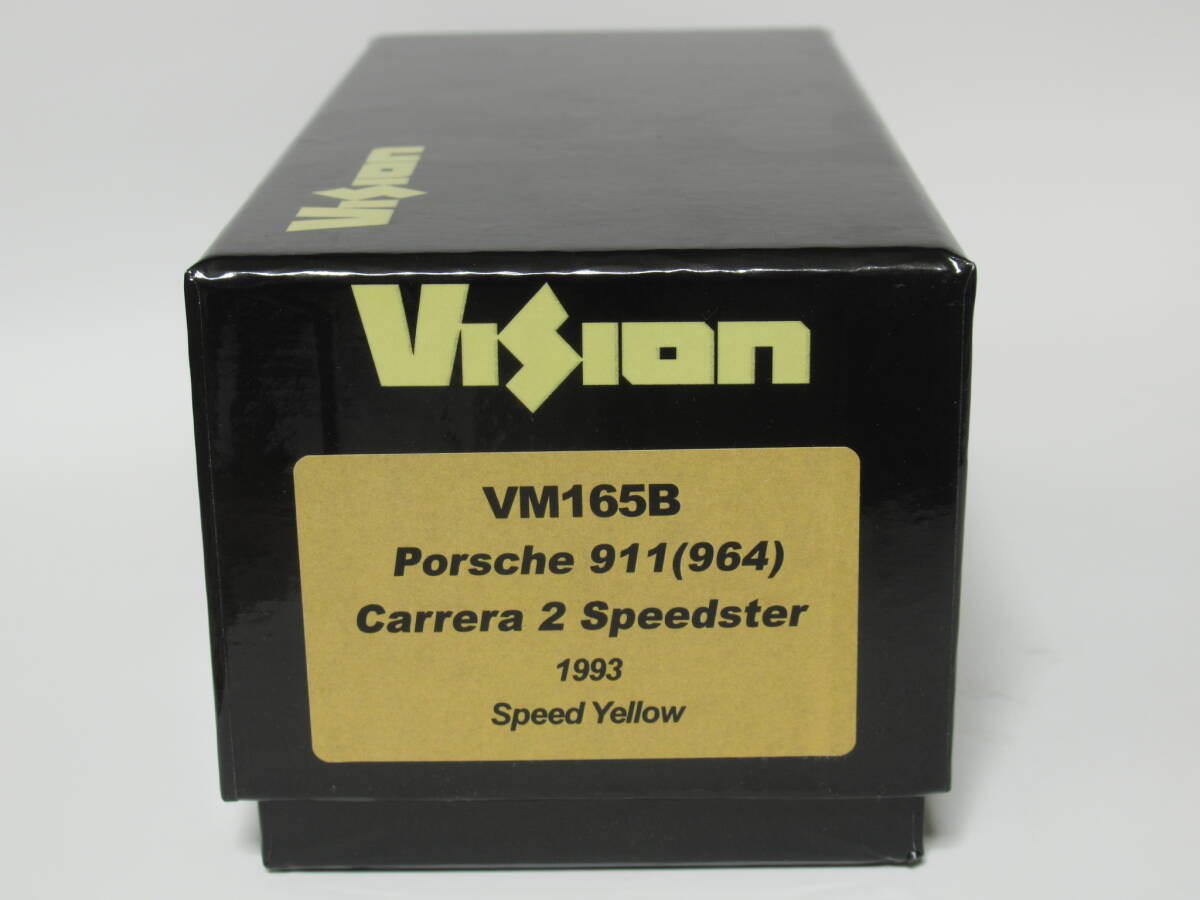 Vision
Vision
VM165B
Porsche 911(964)
Carrera 2 Speedster
1993
Speed Yellow